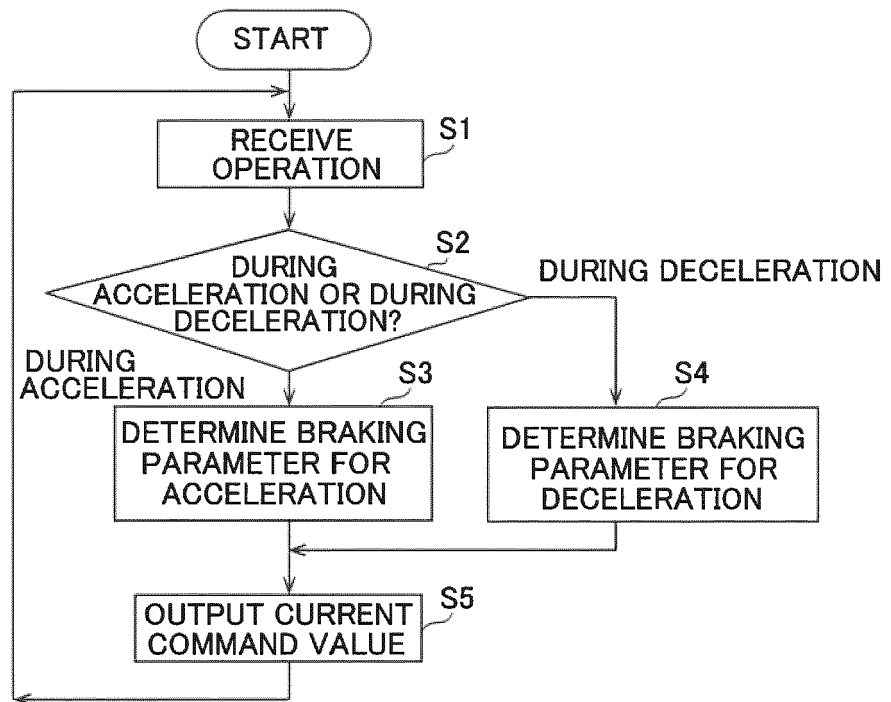 START
S1
RECEIVE
OPERATION
S2
DURING
ACCELERATION OR DURING
DECELERATION?
DURING DECELERATION
DURING
ACCELERATION
S3
DETERMINE BRAKING
PARAMETER FOR
ACCELERATION
S4
DETERMINE BRAKING
PARAMETER FOR
DECELERATION
S5
OUTPUT CURRENT
COMMAND VALUE